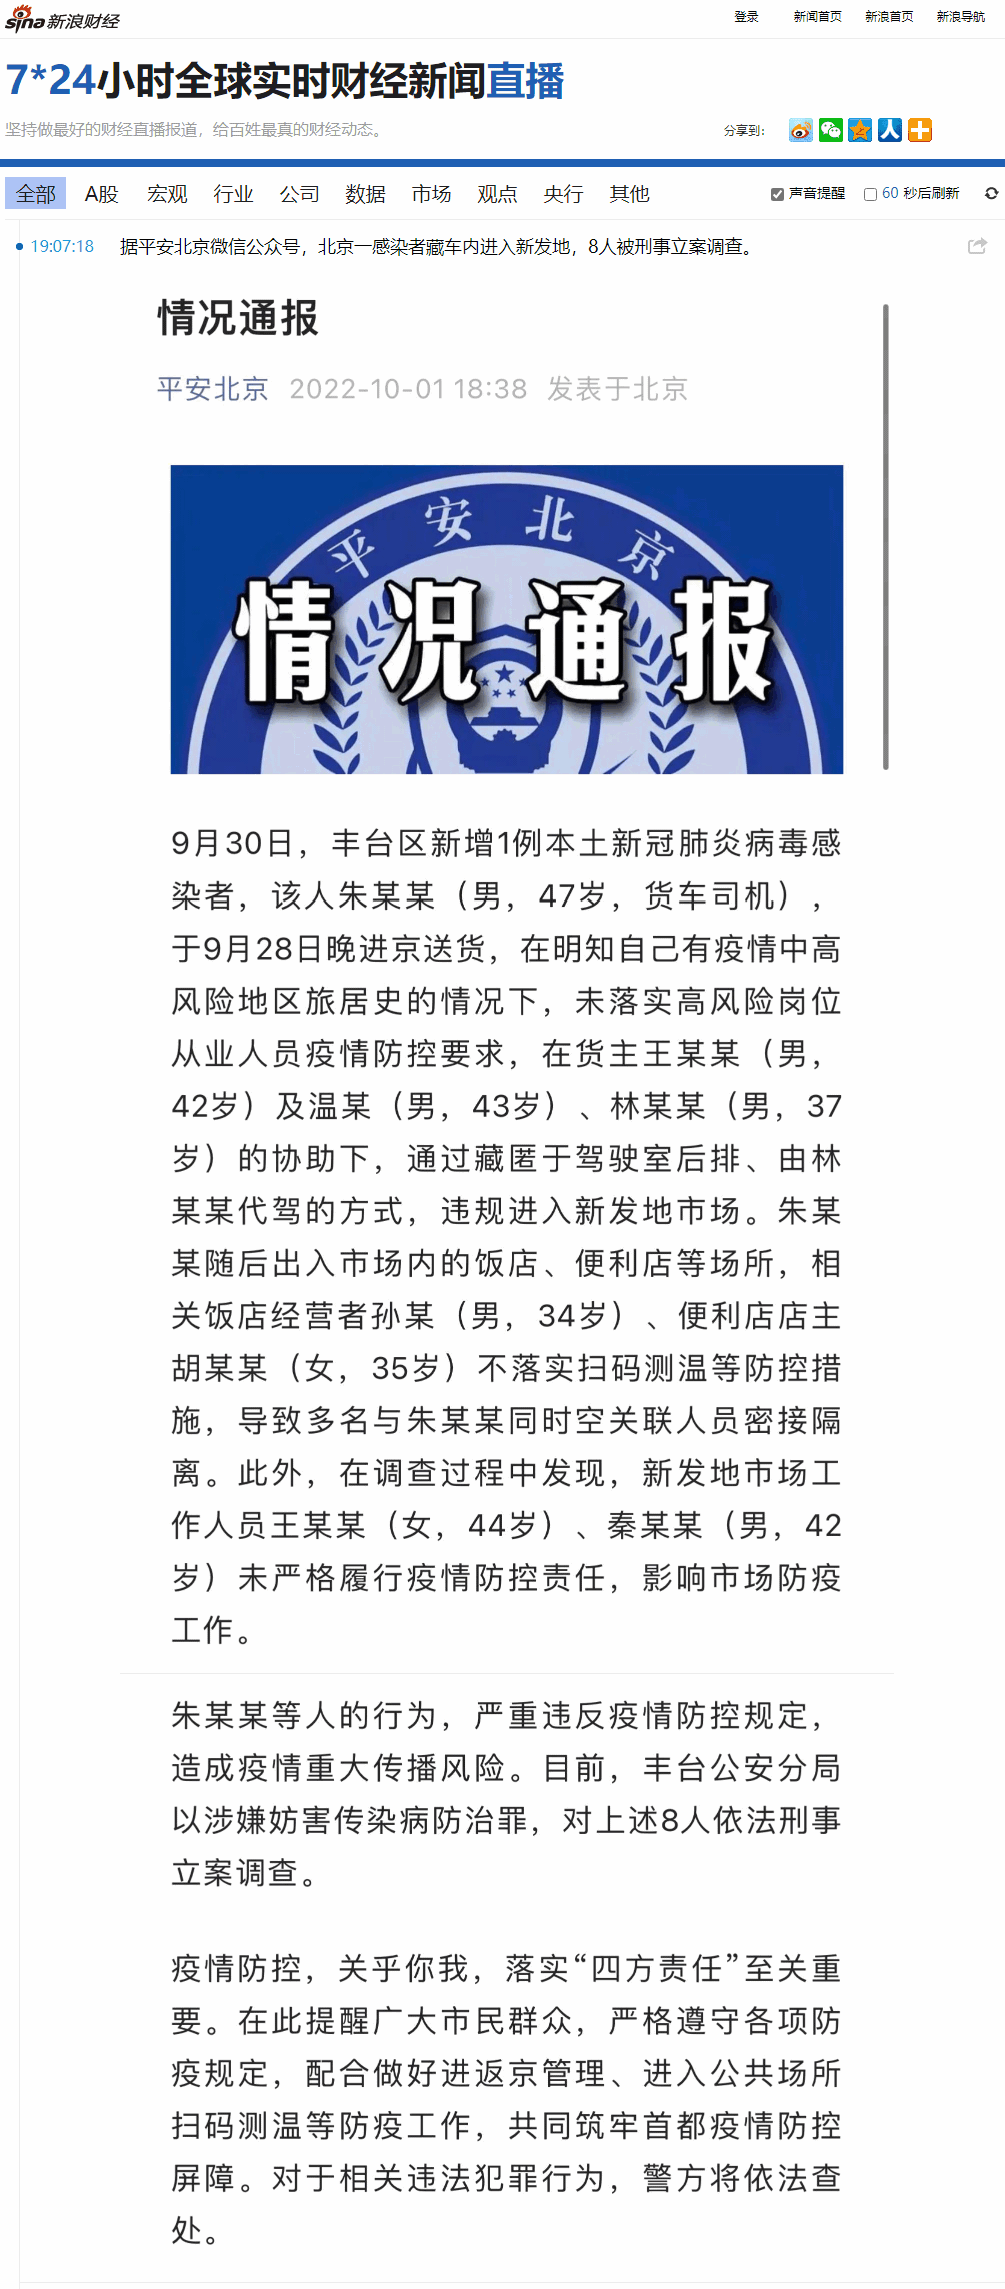 sina新浪财经
登录 新闻首页 新浪首页 新浪导航
7*24小时全球实时财经新闻直播
坚持做最好的财经直播报道，给百姓最真的财经动态。
分享到：
全部 A股 宏观 行业 公司 数据 市场 观点 央行 其他 声音提醒 60 秒后刷新
19:07:18 据平安北京微信公众号，北京一感染者藏车内进入新发地，8人被刑事立案调查。
情况通报
平安北京 2022-10-01 18:38 发表于北京
平安北京
情况通报
9月30日，丰台区新增1例本土新冠肺炎病毒感
染者，该人朱某某（男，47岁，货车司机），
于9月28日晚进京送货，在明知自己有疫情中高
风险地区旅居史的情况下，未落实高风险岗位
从业人员疫情防控要求，在货主王某某（男，
42岁）及温某（男，43岁）、林某某（男，37
岁）的协助下，通过藏匿于驾驶室后排、由林
某某代驾的方式，违规进入新发地市场。朱某
某随后出入市场内的饭店、便利店等场所，相
关饭店经营者孙某（男，34岁）、便利店店主
胡某某（女，35岁）不落实扫码测温等防控措
施，导致多名与朱某某同时空关联人员密接隔
离。此外，在调查过程中发现，新发地市场工
作人员王某某（女，44岁）、秦某某（男，42
岁）未严格履行疫情防控责任，影响市场防疫
工作。
朱某某等人的行为，严重违反疫情防控规定，
造成疫情重大传播风险。目前，丰台公安分局
以涉嫌妨害传染病防治罪，对上述8人依法刑事
立案调查。
疫情防控，关乎你我，落实“四方责任”至关重
要。在此提醒广大市民群众，严格遵守各项防
疫规定，配合做好进返京管理、进入公共场所
扫码测温等防疫工作，共同筑牢首都疫情防控
屏障。对于相关违法犯罪行为，警方将依法查
处。